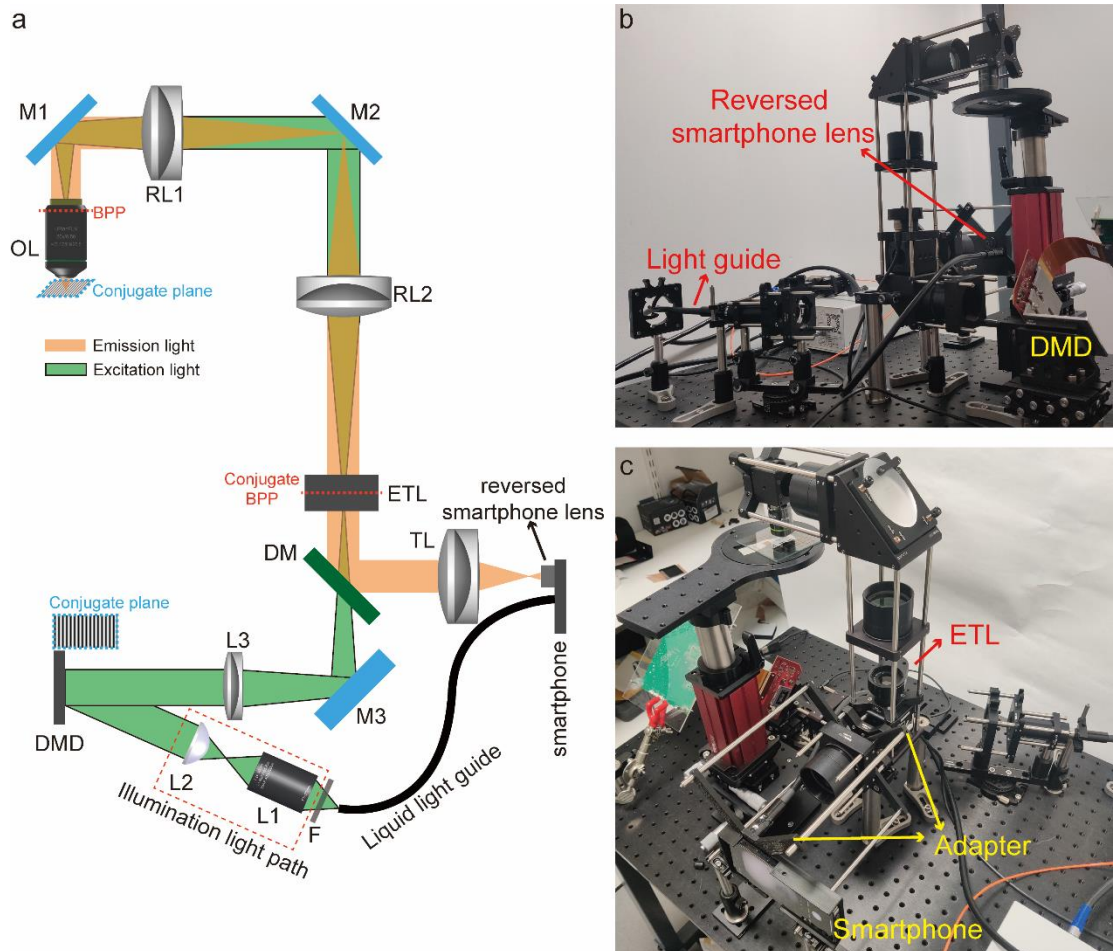 a
M1
M2
RL1
BPP
OL
Conjugate plane
RL2
Emission light
Excitation light
Conjugate
BPP
ETL
reversed
smartphone lens
TL
DM
Conjugate plane
L3
M3
smartphone
DMD
L2
L1
F
Illumination light path
Liquid light guide
b
Reversed
smartphone lens
Light guide
DMD
c
ETL
Adapter
Smartphone